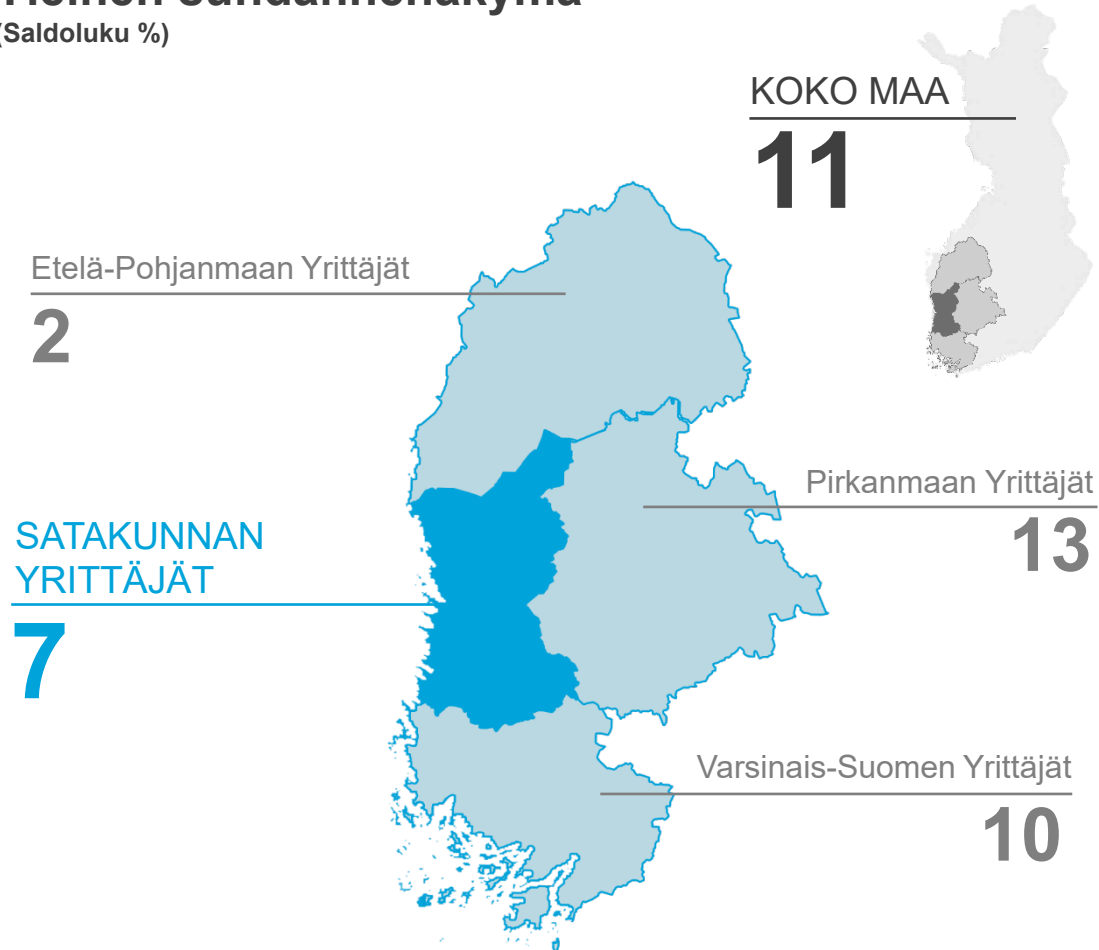 (Saldoluku %)
KOKO MAA
11
Etelä-Pohjanmaan Yrittäjät
2
Pirkanmaan Yrittäjät
13
SATAKUNNAN
YRITTÄJÄT
7
Varsinais-Suomen Yrittäjät
10